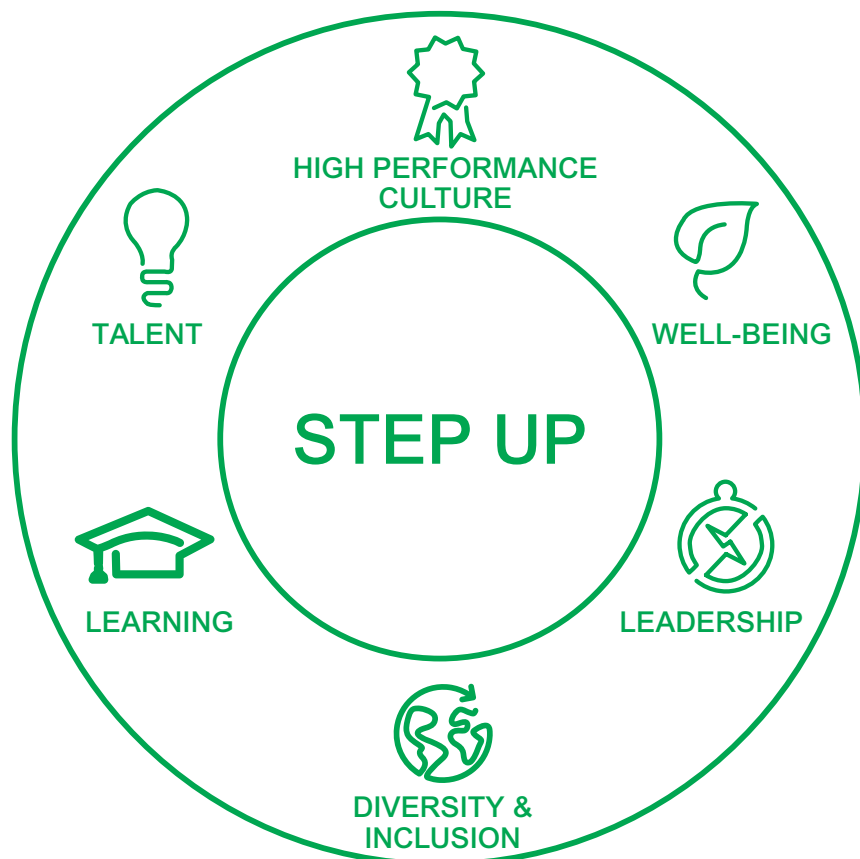 HIGH PERFORMANCE
CULTURE
TALENT
WELL-BEING
STEP UP
LEARNING
LEADERSHIP
DIVERSITY &
INCLUSION